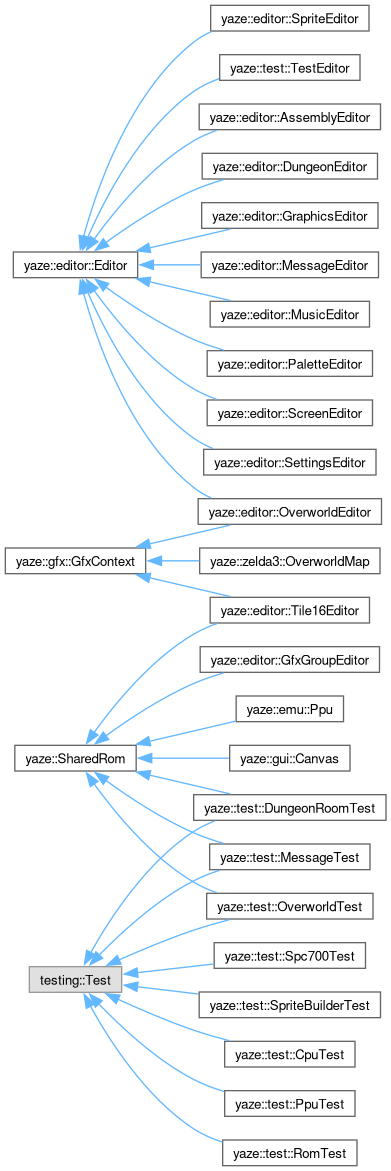 yaze::editor::SpriteEditor
yaze::test::TestEditor
yaze::editor::AssemblyEditor
yaze::editor::DungeonEditor
yaze::editor::GraphicsEditor
yaze::editor::Editor
yaze::editor::MessageEditor
yaze::editor::MusicEditor
yaze::editor::PaletteEditor
yaze::editor::ScreenEditor
yaze::editor::SettingsEditor
yaze::editor::OverworldEditor
yaze::gfx::GfxContext
yaze::zelda3::OverworldMap
yaze::editor::Tile16Editor
yaze::editor::GfxGroupEditor
yaze::emu::Ppu
yaze::SharedRom
yaze::gui::Canvas
yaze::test::DungeonRoomTest
yaze::test::MessageTest
yaze::test::OverworldTest
yaze::test::Spc700Test
testing::Test
yaze::test::SpriteBuilderTest
yaze::test::CpuTest
yaze::test::PpuTest
yaze::test::RomTest